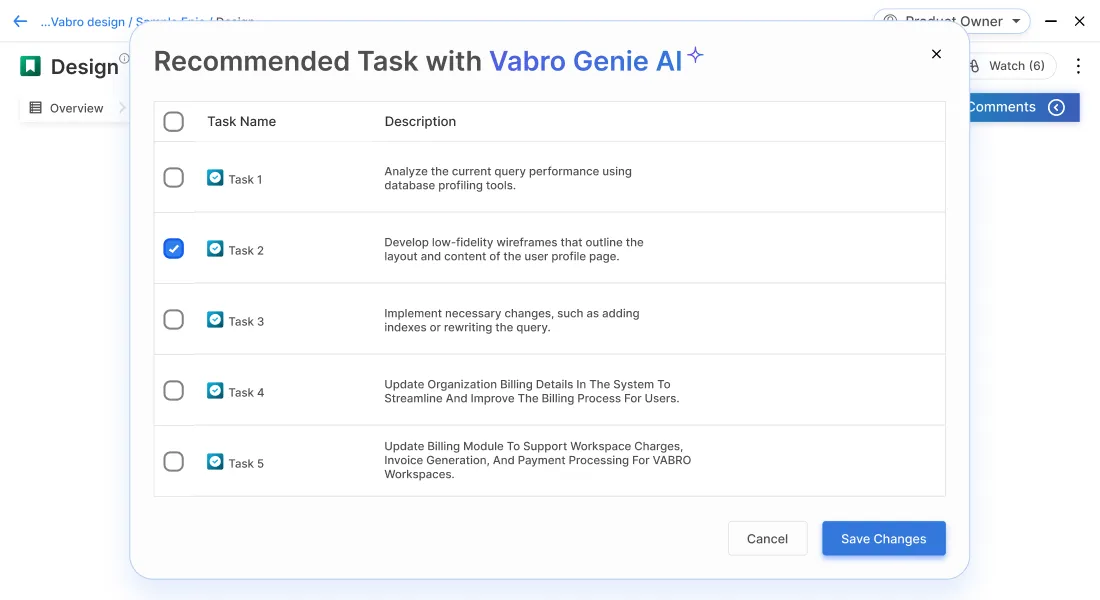 ...Vabro design / Sample Epic / Design
Product Owner
Design
Watch (6)
Overview
Comments
Recommended Task with Vabro Genie AI
Task Name
Description
Task 1
Analyze the current query performance using
database profiling tools.
Task 2
Develop low-fidelity wireframes that outline the
layout and content of the user profile page.
Task 3
Implement necessary changes, such as adding
indexes or rewriting the query.
Task 4
Update Organization Billing Details In The System To
Streamline And Improve The Billing Process For Users.
Task 5
Update Billing Module To Support Workspace Charges,
Invoice Generation, And Payment Processing For VABRO
Workspaces.
Cancel
Save Changes